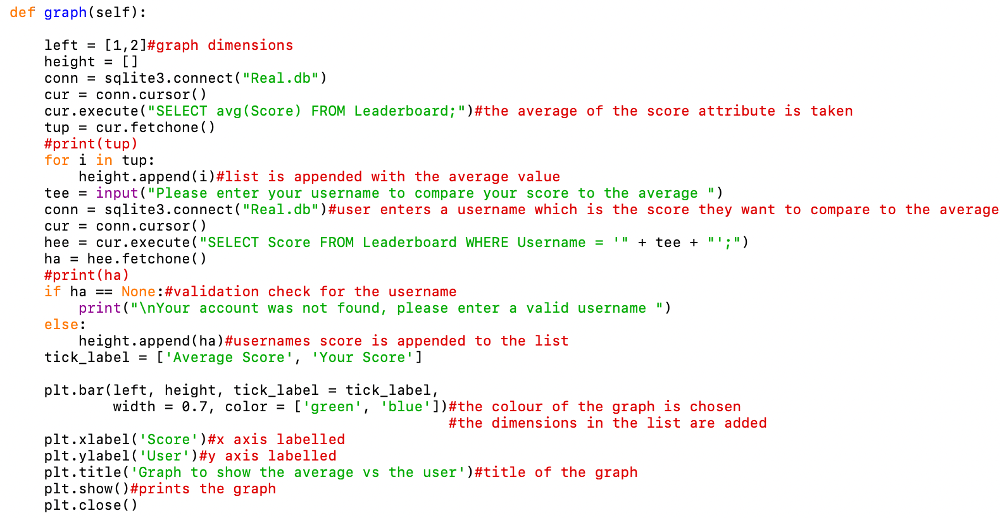 def graph(self):

    left = [1,2]#graph dimensions
    height = []
    conn = sqlite3.connect("Real.db")
    cur = conn.cursor()
    cur.execute("SELECT avg(Score) FROM Leaderboard;")#the average of the score attribute is taken
    tup = cur.fetchone()
    #print(tup)
    for i in tup:
        height.append(i)#list is appended with the average value
    tee = input("Please enter your username to compare your score to the average ")
    conn = sqlite3.connect("Real.db")#user enters a username which is the score they want to compare to the average
    cur = conn.cursor()
    hee = cur.execute("SELECT Score FROM Leaderboard WHERE Username = '" + tee + "';")
    ha = hee.fetchone()
    #print(ha)
    if ha == None:#validation check for the username
        print("\nYour account was not found, please enter a valid username ")
    else:
        height.append(ha)#usernames score is appended to the list
    tick_label = ['Average Score', 'Your Score']

    plt.bar(left, height, tick_label = tick_label,
            width = 0.7, color = ['green', 'blue'])#the colour of the graph is chosen
                                                   #the dimensions in the list are added
    plt.xlabel('Score')#x axis labelled
    plt.ylabel('User')#y axis labelled
    plt.title('Graph to show the average vs the user')#title of the graph
    plt.show()#prints the graph
    plt.close()